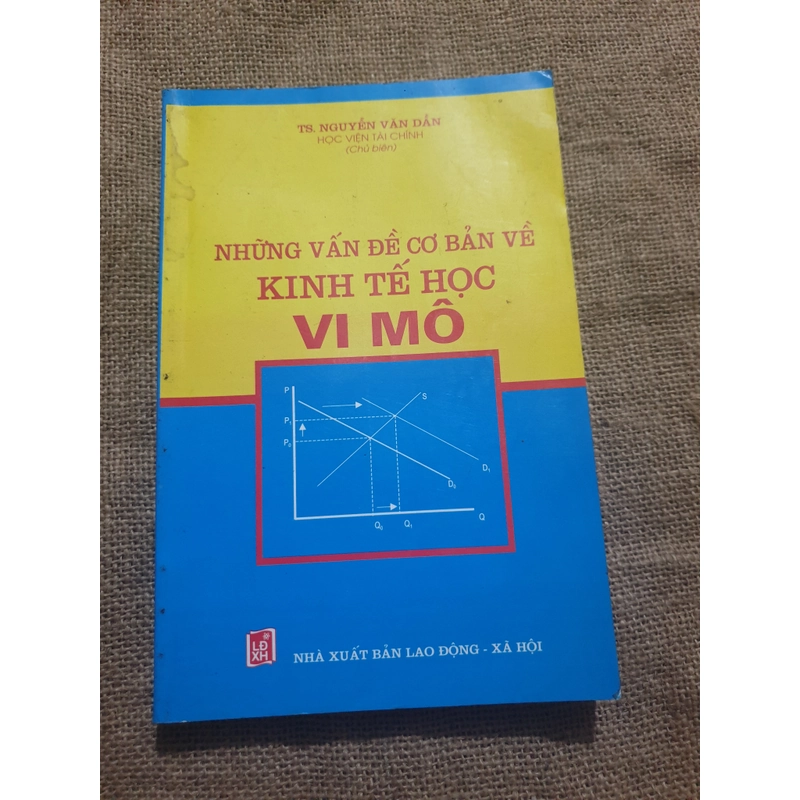 TS. NGUYỄN VĂN DẦN
HỌC VIỆN TÀI CHÍNH
(Chủ biên)
NHỮNG VẤN ĐỀ CƠ BẢN VỀ
KINH TẾ HỌC
VI MÔ
P
S
P₁
P₀
D₁
D₀
Q₀ Q₁ Q
LĐ
XH
NHÀ XUẤT BẢN LAO ĐỘNG - XÃ HỘI